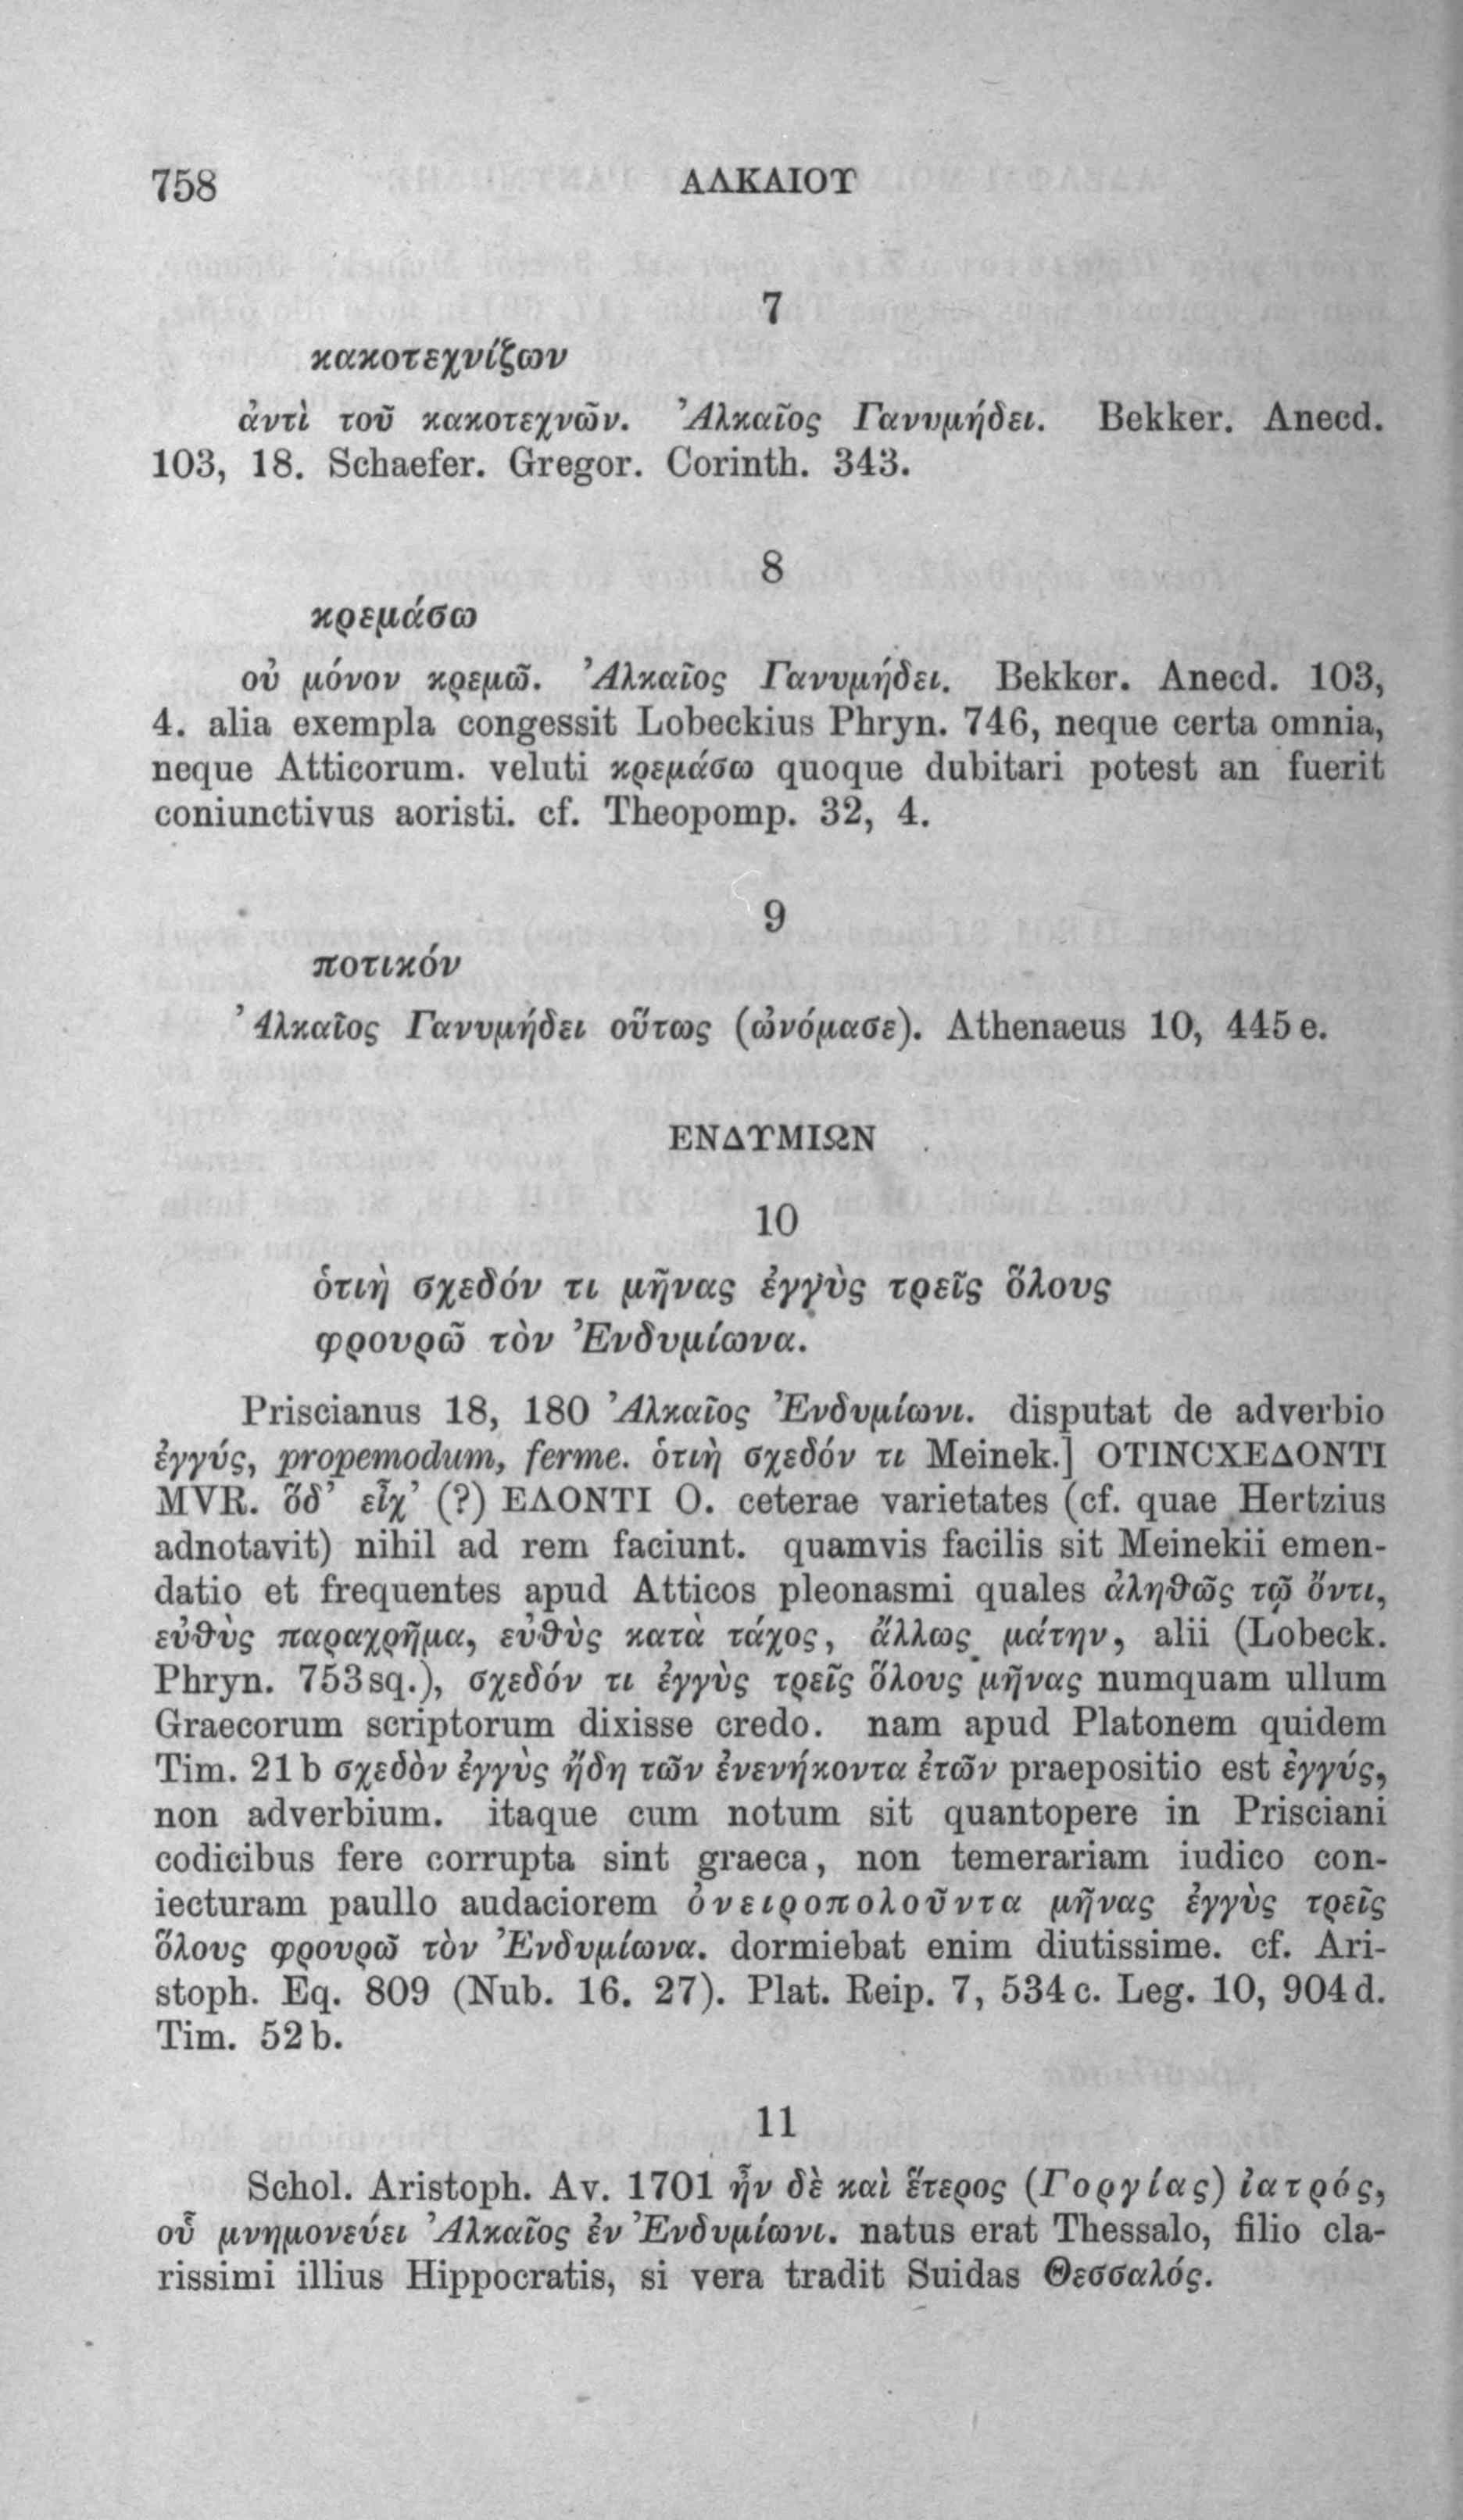 758 ΑΛΚΑΙΟΥ
7
κακοτεχνίζων
ἀντὶ τοῦ κακοτεχνῶν. Ἀλκαῖος Γανυμήδει. Bekker. Anecd.
103, 18. Schaefer. Gregor. Corinth. 343.
8
κρεμάσω
οὐ μόνον κρεμῶ. Ἀλκαῖος Γανυμήδει. Bekker. Anecd. 103,
4. alia exempla congessit Lobeckius Phryn. 746, neque certa omnia,
neque Atticorum. veluti κρεμάσω quoque dubitari potest an fuerit
coniunctivus aoristi. cf. Theopomp. 32, 4.
9
ποτικόν
Ἀλκαῖος Γανυμήδει οὕτως (ὠνόμασε). Athenaeus 10, 445 e.
ΕΝΔΥΜΙΩΝ
10
ὁτιὴ σχεδόν τι μῆνας ἐγγὺς τρεῖς ὅλους
φρουρῶ τὸν Ἐνδυμίωνα.
Priscianus 18, 180 Ἀλκαῖος Ἐνδυμίωνι. disputat de adverbio
ἐγγύς, propemodum, ferme. ὁτιὴ σχεδόν τι Meinek.] ΟΤΙΝϹΧΕΔΟΝΤΙ
MVR. ὅδ’ εἶχ’ (?) ΕΔΟΝΤΙ O. ceterae varietates (cf. quae Hertzius
adnotavit) nihil ad rem faciunt. quamvis facilis sit Meinekii emen-
datio et frequentes apud Atticos pleonasmi quales ἀληθῶς τῷ ὄντι,
εὐθὺς παραχρῆμα, εὐθὺς κατὰ τάχος, ἄλλως μάτην, alii (Lobeck.
Phryn. 753 sq.), σχεδόν τι ἐγγὺς τρεῖς ὅλους μῆνας numquam ullum
Graecorum scriptorum dixisse credo. nam apud Platonem quidem
Tim. 21 b σχεδὸν ἐγγὺς ἤδη τῶν ἐνενήκοντα ἐτῶν praepositio est ἐγγύς,
non adverbium. itaque cum notum sit quantopere in Prisciani
codicibus fere corrupta sint graeca, non temerariam iudico con-
iecturam paullo audaciorem ὀνειροπολοῦντα μῆνας ἐγγὺς τρεῖς
ὅλους φρουρῶ τὸν Ἐνδυμίωνα. dormiebat enim diutissime. cf. Ari-
stoph. Eq. 809 (Nub. 16. 27). Plat. Reip. 7, 534 c. Leg. 10, 904 d.
Tim. 52 b.
11
Schol. Aristoph. Av. 1701 ἦν δὲ καὶ ἕτερος (Γοργίας) ἰατρός,
οὗ μνημονεύει Ἀλκαῖος ἐν Ἐνδυμίωνι. natus erat Thessalo, filio cla-
rissimi illius Hippocratis, si vera tradit Suidas Θεσσαλός.